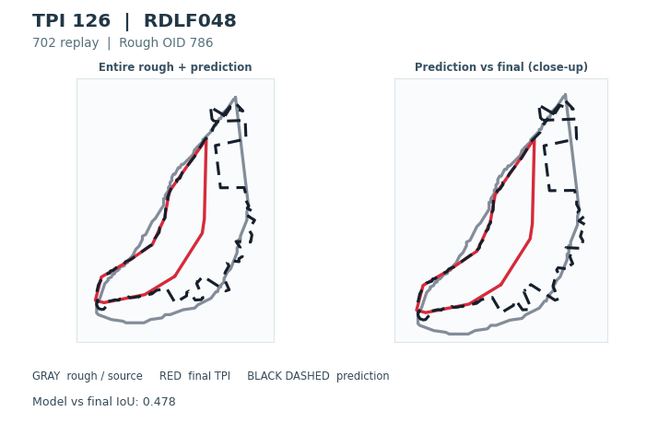 TPI 126 | RDLF048
702 replay | Rough OID 786
Entire rough + prediction
Prediction vs final (close-up)
GRAY rough / source RED final TPI BLACK DASHED prediction
Model vs final IoU: 0.478